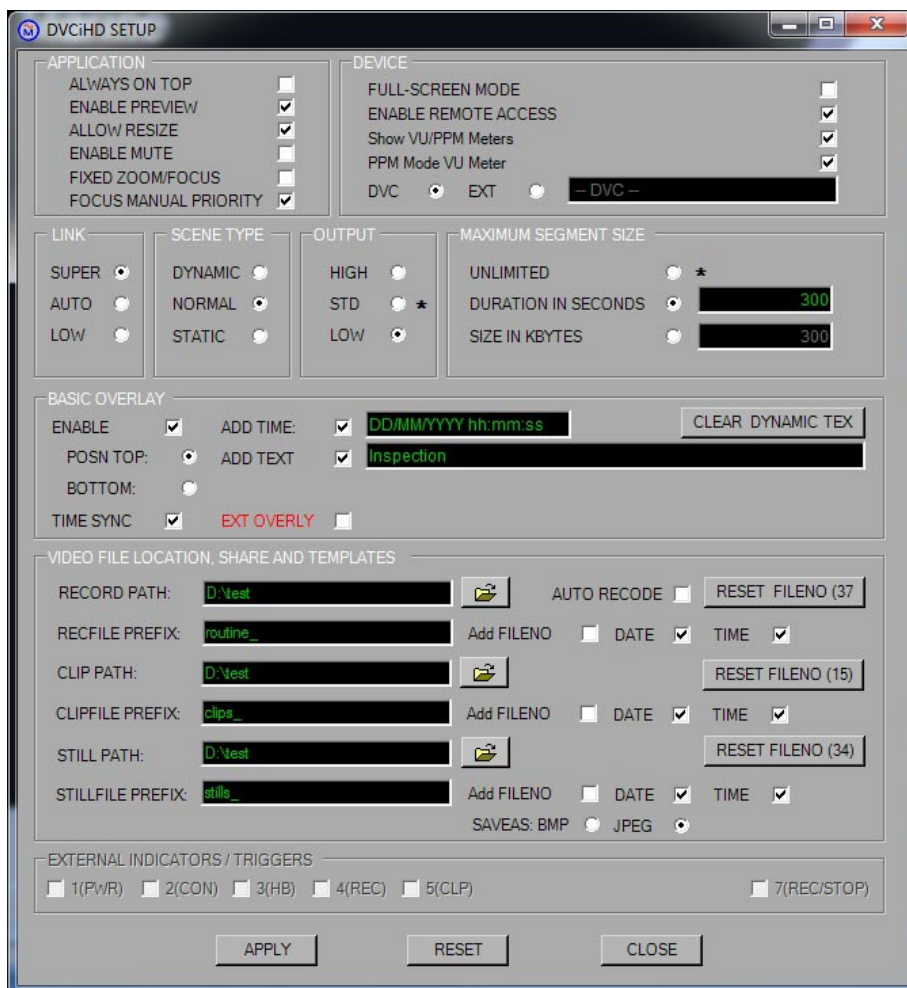 DVCiHD SETUP
APPLICATION
ALWAYS ON TOP
ENABLE PREVIEW
ALLOW RESIZE
ENABLE MUTE
FIXED ZOOM/FOCUS
FOCUS MANUAL PRIORITY
DEVICE
FULL-SCREEN MODE
ENABLE REMOTE ACCESS
Show VU/PPM Meters
PPM Mode VU Meter
DVC EXT -- DVC --
LINK
SUPER
AUTO
LOW
SCENE TYPE
DYNAMIC
NORMAL
STATIC
OUTPUT
HIGH
STD *
LOW
MAXIMUM SEGMENT SIZE
UNLIMITED *
DURATION IN SECONDS 300
SIZE IN KBYTES 300
BASIC OVERLAY
ENABLE ADD TIME: DD/MM/YYYY hh:mm:ss CLEAR DYNAMIC TEX
POSN TOP: ADD TEXT Inspection
BOTTOM:
TIME SYNC EXT OVERLY
VIDEO FILE LOCATION, SHARE AND TEMPLATES
RECORD PATH: D:\test AUTO RECODE RESET FILENO (37
RECFILE PREFIX: routine_ Add FILENO DATE TIME
CLIP PATH: D:\test RESET FILENO (15)
CLIPFILE PREFIX: clips_ Add FILENO DATE TIME
STILL PATH: D:\test RESET FILENO (34)
STILLFILE PREFIX: stills_ Add FILENO DATE TIME
SAVEAS: BMP JPEG
EXTERNAL INDICATORS / TRIGGERS
1(PWR) 2(CON) 3(HB) 4(REC) 5(CLP) 7(REC/STOP)
APPLY RESET CLOSE